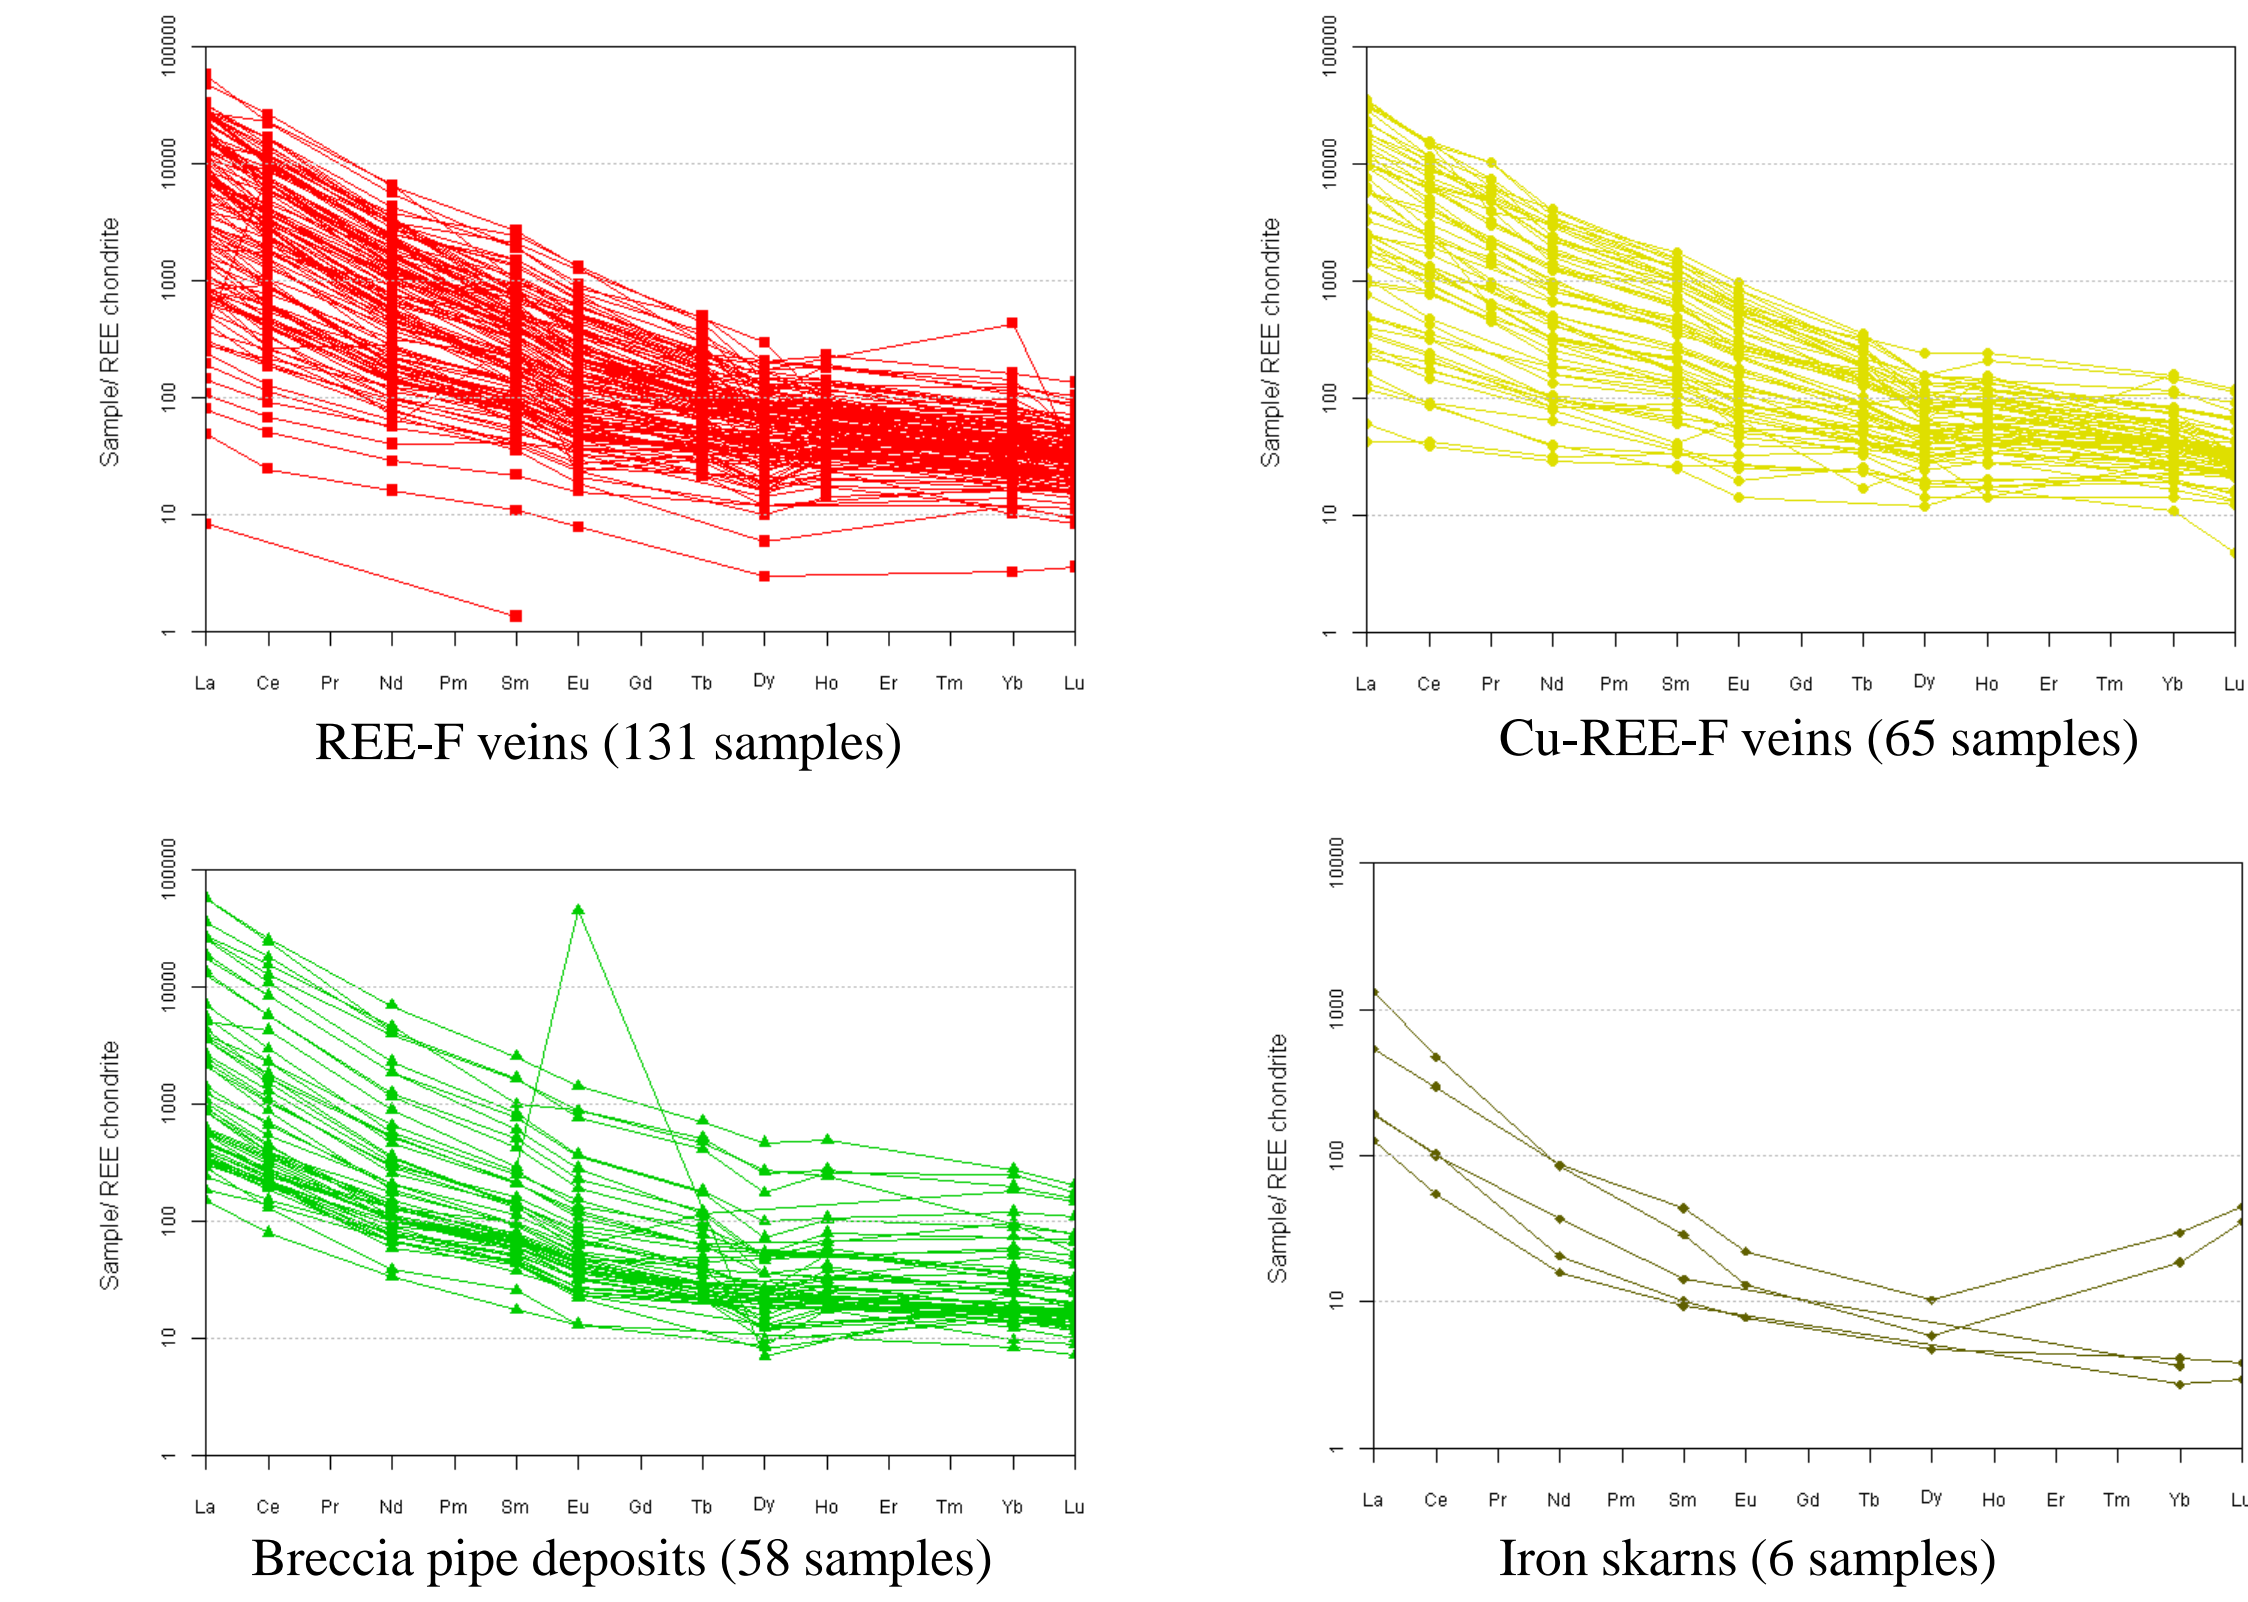 100000
10000
1000
100
10
1
Sample/ REE chondrite
La Ce Pr Nd Pm Sm Eu Gd Tb Dy Ho Er Tm Yb Lu
REE-F veins (131 samples)
100000
10000
1000
100
10
1
Sample/ REE chondrite
La Ce Pr Nd Pm Sm Eu Gd Tb Dy Ho Er Tm Yb Lu
Cu-REE-F veins (65 samples)
100000
10000
1000
100
10
1
Sample/ REE chondrite
La Ce Pr Nd Pm Sm Eu Gd Tb Dy Ho Er Tm Yb Lu
Breccia pipe deposits (58 samples)
10000
1000
100
10
1
Sample/ REE chondrite
La Ce Pr Nd Pm Sm Eu Gd Tb Dy Ho Er Tm Yb Lu
Iron skarns (6 samples)